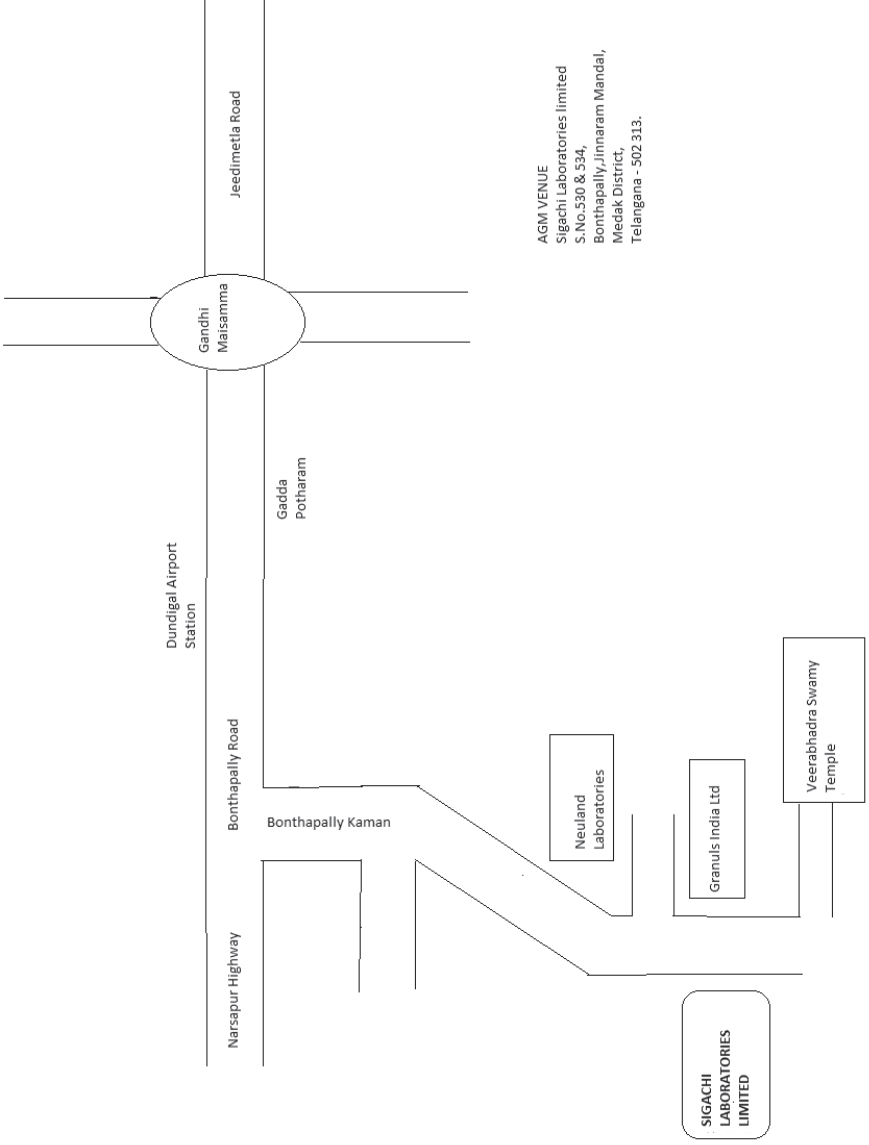 Dundigal Airport
Station
Narsapur Highway
Bonthapally Road
Gandhi
Maisamma
Jeedimetla Road
Bonthapally Kaman
Gadda
Potharam
AGM VENUE
Sigachi Laboratories limited
S.No.530 & 534,
Bonthapally,Jinnaram Mandal,
Medak District,
Telangana - 502 313.
Neuland
Laboratories
SIGACHI
LABORATORIES
LIMITED
Granuls India Ltd
Veerabhadra Swamy
Temple